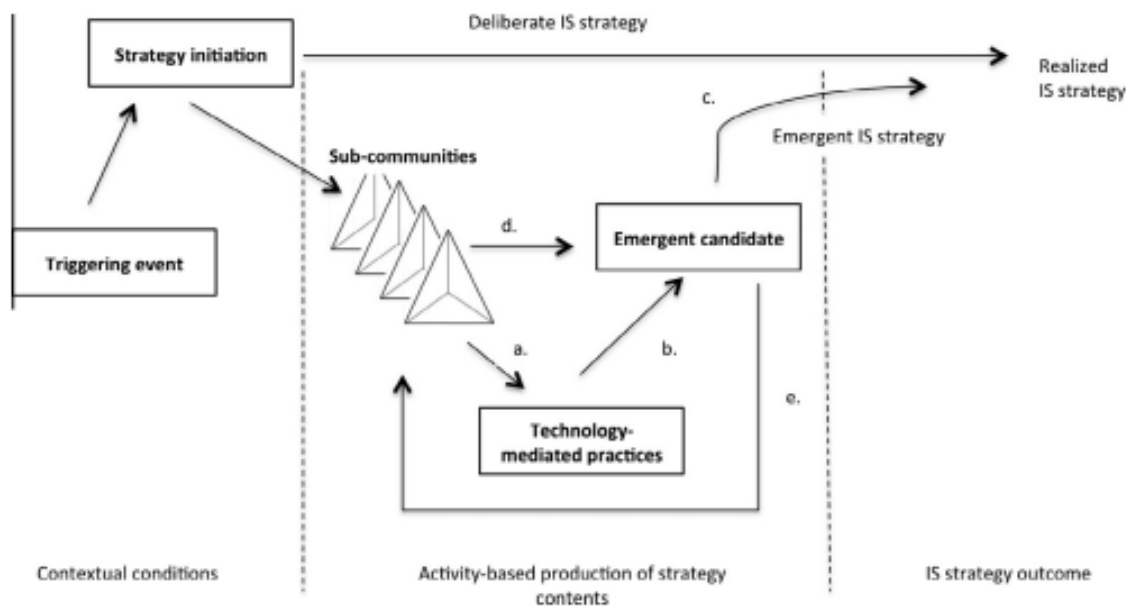 Deliberate IS strategy
Strategy initiation
Realized
IS strategy
c.
Emergent IS strategy
Sub-communities
d.
Emergent candidate
Triggering event
a.
b.
e.
Technology-
mediated practices
Contextual conditions
Activity-based production of strategy
contents
IS strategy outcome